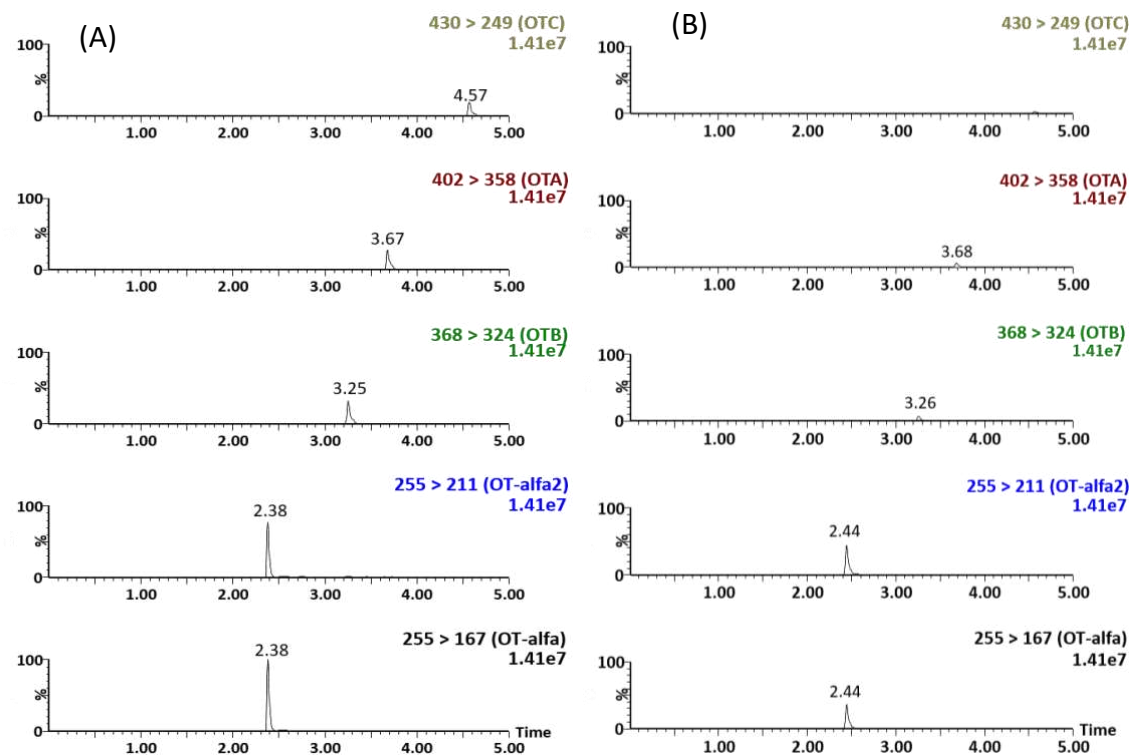 (A)
430 > 249 (OTC)
1.41e7
100
%
0
4.57
1.00 2.00 3.00 4.00 5.00
402 > 358 (OTA)
1.41e7
100
%
0
3.67
1.00 2.00 3.00 4.00 5.00
368 > 324 (OTB)
1.41e7
100
%
0
3.25
1.00 2.00 3.00 4.00 5.00
255 > 211 (OT-alfa2)
1.41e7
100
%
0
2.38
1.00 2.00 3.00 4.00 5.00
255 > 167 (OT-alfa)
1.41e7
100
%
0
2.38
Time
1.00 2.00 3.00 4.00 5.00
(B)
430 > 249 (OTC)
1.41e7
100
%
0
1.00 2.00 3.00 4.00 5.00
402 > 358 (OTA)
1.41e7
100
%
0
3.68
1.00 2.00 3.00 4.00 5.00
368 > 324 (OTB)
1.41e7
100
%
0
3.26
1.00 2.00 3.00 4.00 5.00
255 > 211 (OT-alfa2)
1.41e7
100
%
0
2.44
1.00 2.00 3.00 4.00 5.00
255 > 167 (OT-alfa)
1.41e7
100
%
0
2.44
Time
1.00 2.00 3.00 4.00 5.00